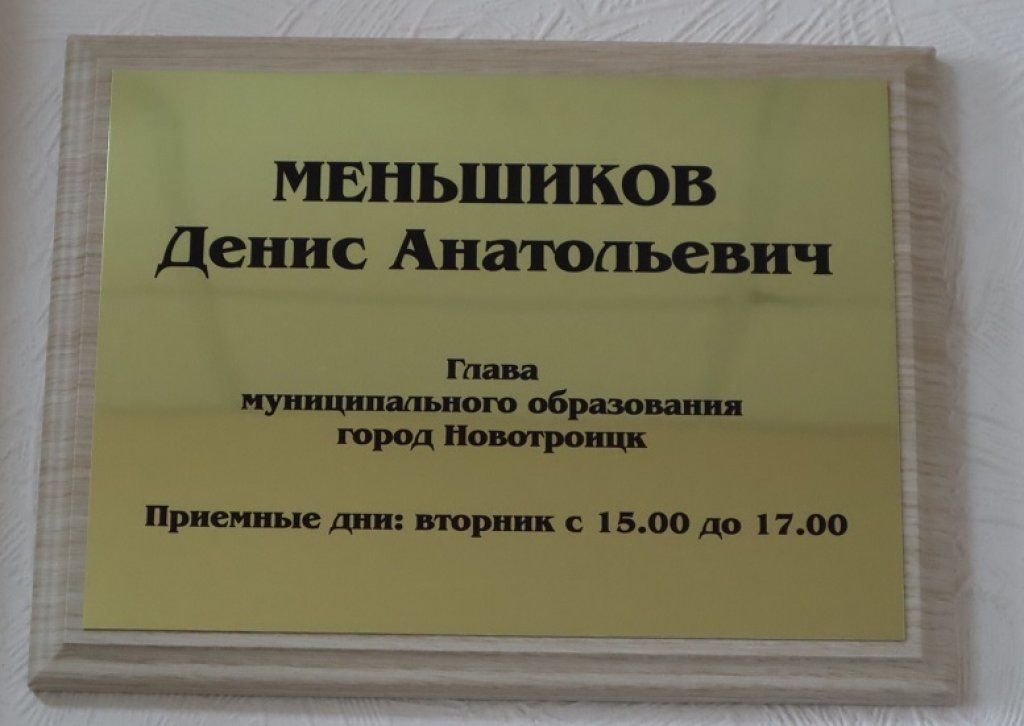 МЕНЬШИКОВ
Денис Анатольевич
Глава
муниципального образования
город Новотроицк
Приемные дни: вторник с 15.00 до 17.00